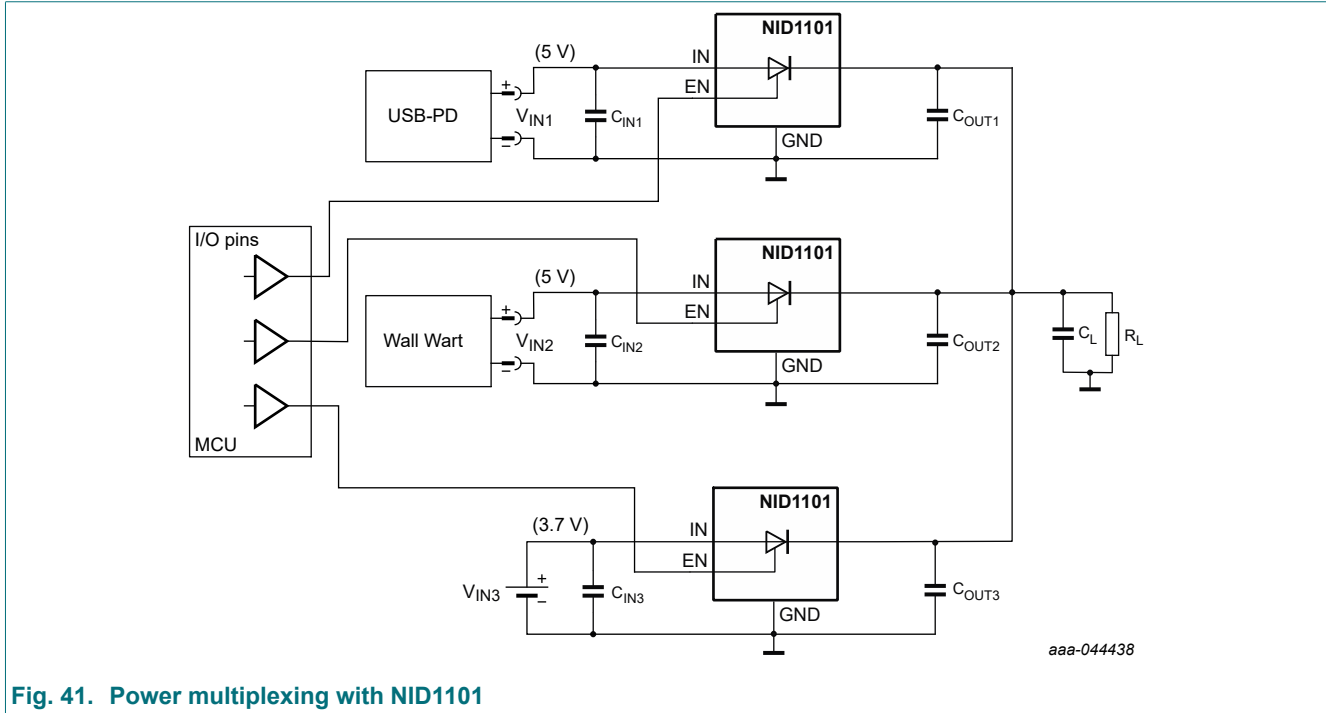 NID1101
(5 V)
IN
EN
USB-PD
+
VIN1
−
CIN1
GND
COUT1
I/O pins
MCU
NID1101
(5 V)
IN
EN
Wall Wart
+
VIN2
−
CIN2
GND
COUT2
CL
RL
NID1101
(3.7 V)
IN
EN
VIN3
+
−
CIN3
GND
COUT3
aaa-044438
Fig. 41. Power multiplexing with NID1101